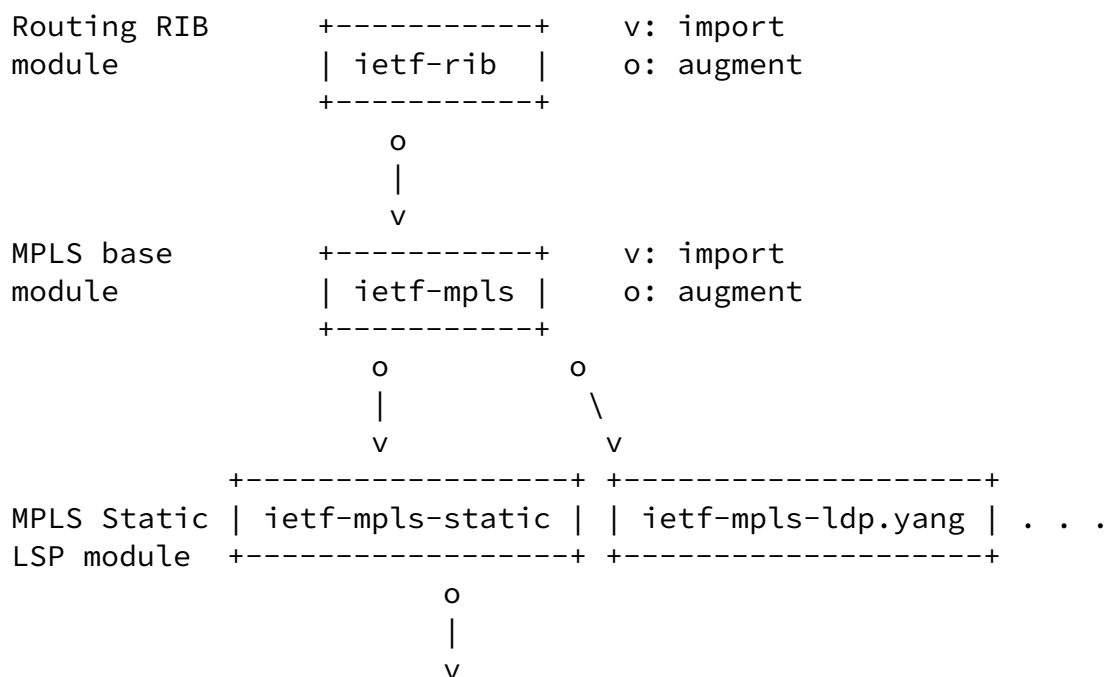 Routing RIB       +-----------+    v: import
module            | ietf-rib  |    o: augment
                  +-----------+
                      o
                      |
                      v
MPLS base         +-----------+    v: import
module            | ietf-mpls |    o: augment
                  +-----------+
                     o          o
                     |           \
                     v            v
             +------------------+ +--------------------+
MPLS Static | ietf-mpls-static | | ietf-mpls-ldp.yang | . . .
LSP module  +------------------+ +--------------------+
                         o
                         |
                         v